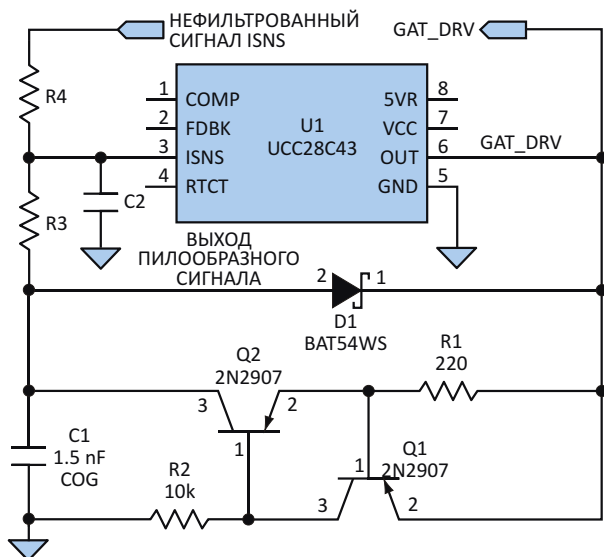 НЕФИЛЬТРОВАННЫЙ
СИГНАЛ ISNS
GAT_DRV
R4
1
COMP
5VR
8
2
FDBK
U1
VCC
7
3
ISNS
UCC28C43
OUT
6
GAT_DRV
4
RTCT
GND
5
C2
R3
ВЫХОД
ПИЛООБРАЗНОГО
СИГНАЛА
2
1
D1
BAT54WS
R1
220
Q2
2N2907
3
2
1
Q1
2N2907
1
3
2
C1
1.5 nF
COG
R2
10k